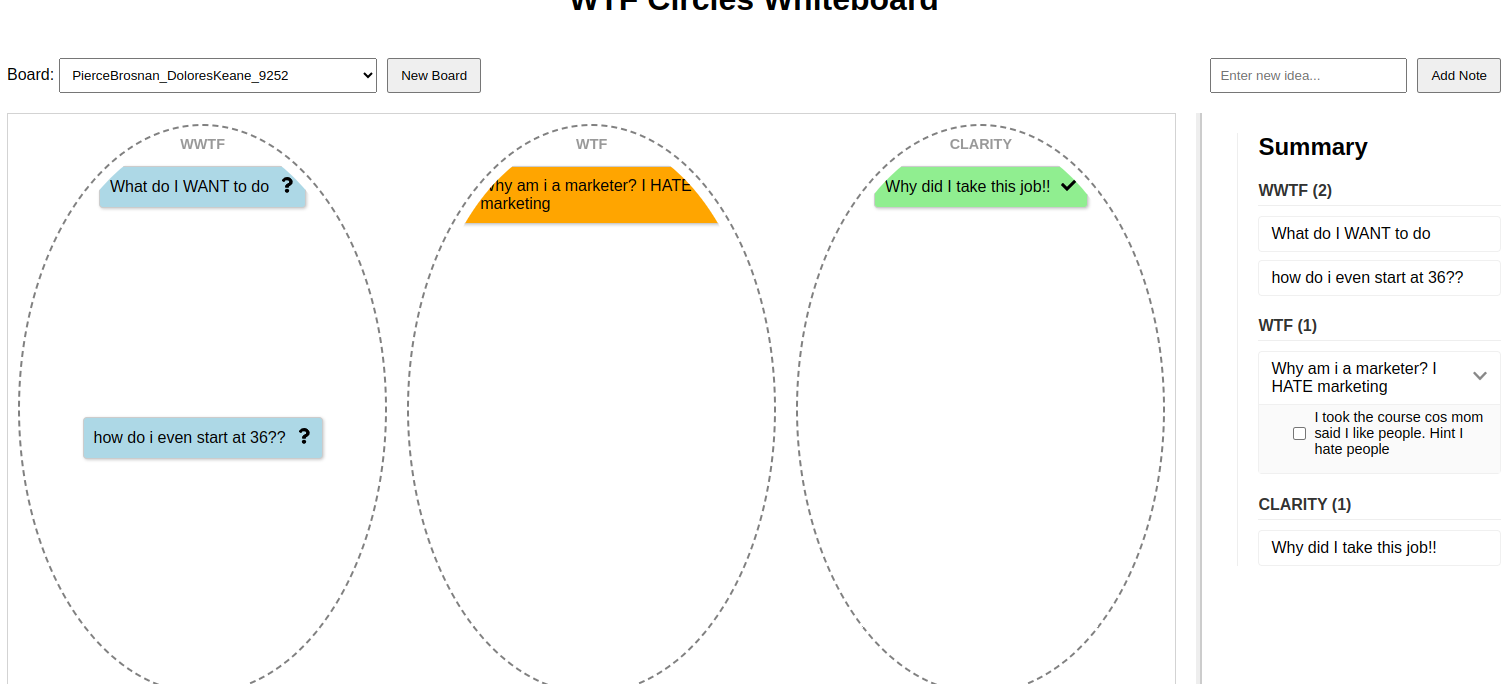 WTF Circles Whiteboard
Board: PierceBrosnan_DoloresKeane_9252 New Board Enter new idea... Add Note
WWTF
What do I WANT to do ?
how do i even start at 36?? ?
WTF
Why am i a marketer? I HATE
marketing
CLARITY
Why did I take this job!!
Summary
WWTF (2)
What do I WANT to do
how do i even start at 36??
WTF (1)
Why am i a marketer? I
HATE marketing
I took the course cos mom
said I like people. Hint I
hate people
CLARITY (1)
Why did I take this job!!